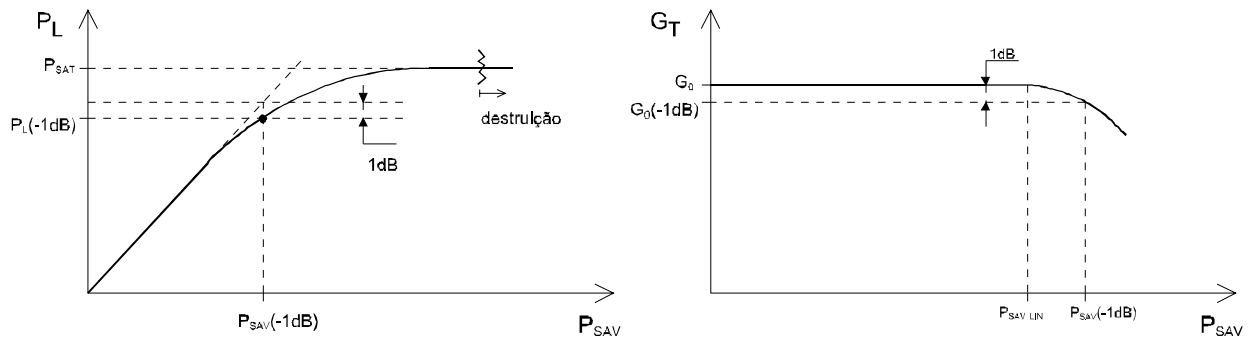 P_L
P_SAT
P_L(-1dB)
destruição
1dB
P_SAV(-1dB)
P_SAV
G_T
1dB
G_0
G_0(-1dB)
P_SAV LIN
P_SAV(-1dB)
P_SAV